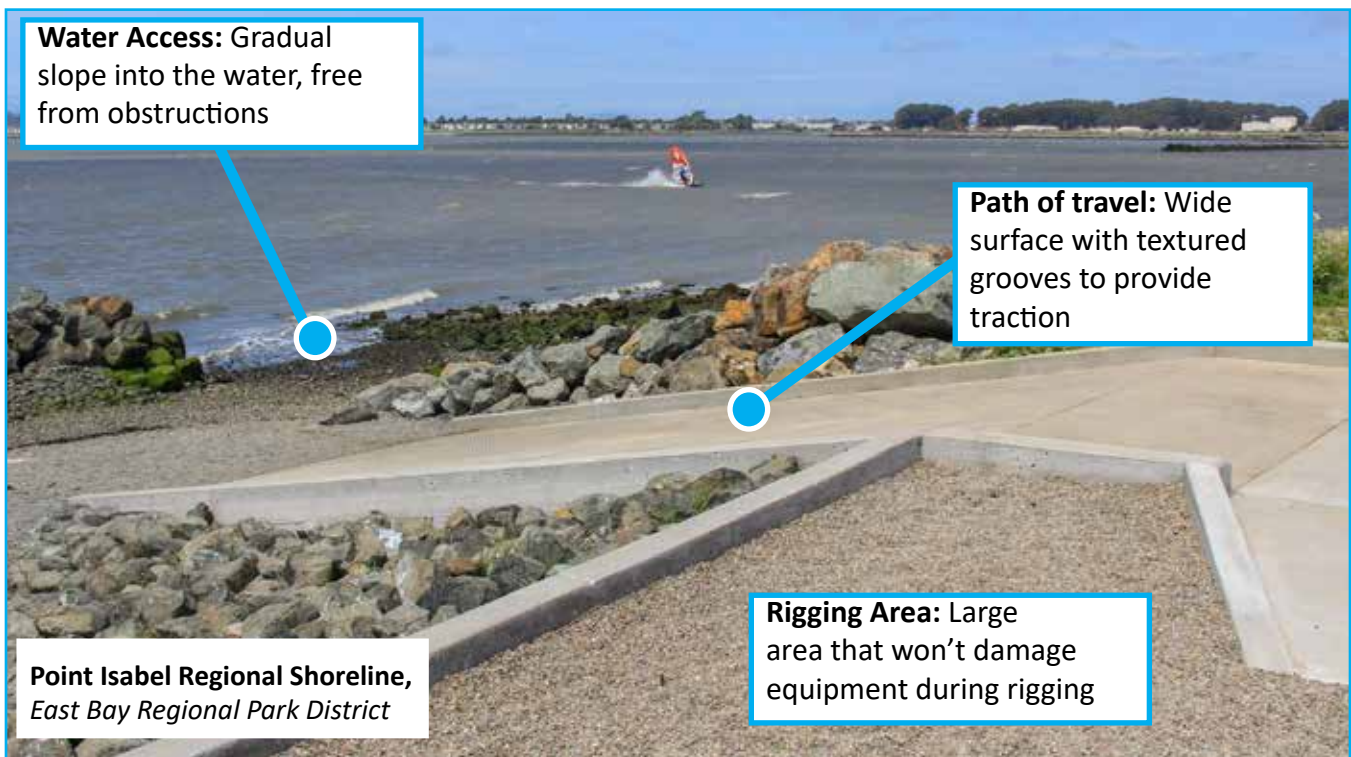 Water Access: Gradual
slope into the water, free
from obstructions
Path of travel: Wide
surface with textured
grooves to provide
traction
Rigging Area: Large
area that won't damage
equipment during rigging
Point Isabel Regional Shoreline,
East Bay Regional Park District